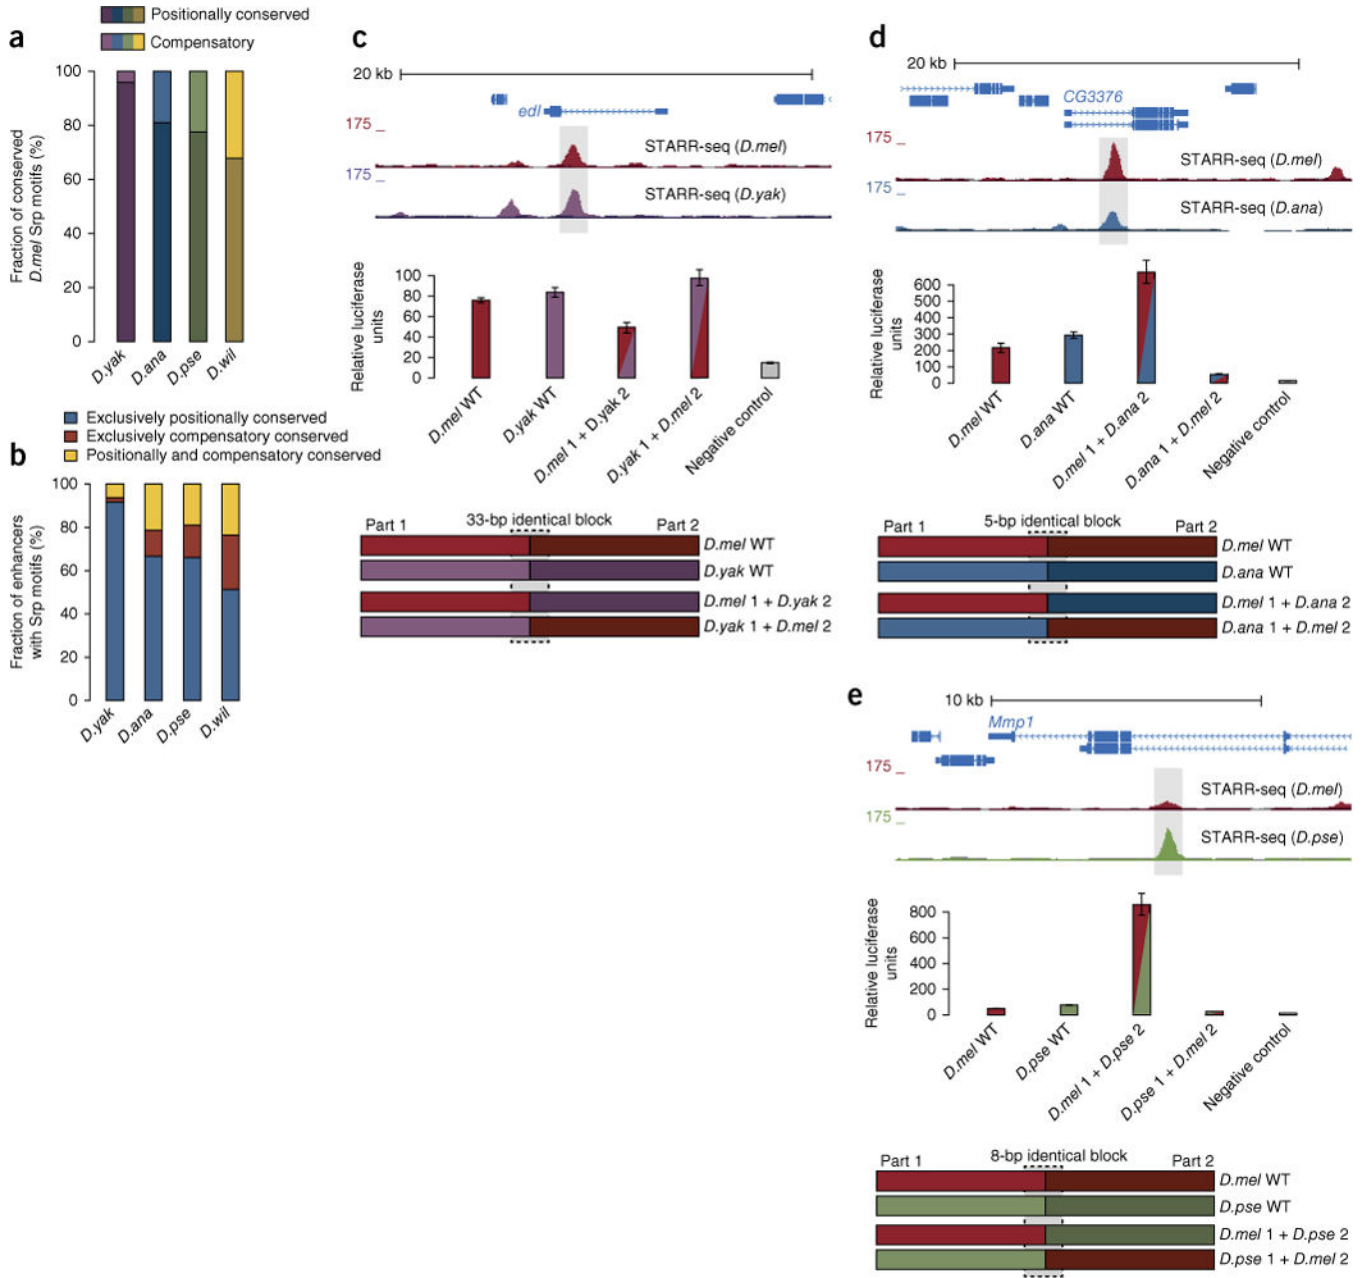 a
Positionally conserved
Compensatory
Fraction of conserved
D.mel Srp motifs (%)
100
80
60
40
20
0
D.yak
D.ana
D.pse
D.wil
b
Exclusively positionally conserved
Exclusively compensatory conserved
Positionally and compensatory conserved
Fraction of enhancers
with Srp motifs (%)
100
80
60
40
20
0
D.yak
D.ana
D.pse
D.wil
c
20 kb
edl
175
STARR-seq (D.mel)
175
STARR-seq (D.yak)
Relative luciferase
units
100
80
60
40
20
0
D.mel WT
D.yak WT
D.mel 1 + D.yak 2
D.yak 1 + D.mel 2
Negative control
Part 1
33-bp identical block
Part 2
D.mel WT
D.yak WT
D.mel 1 + D.yak 2
D.yak 1 + D.mel 2
d
20 kb
CG3376
175
STARR-seq (D.mel)
175
STARR-seq (D.ana)
Relative luciferase
units
600
500
400
300
200
100
0
D.mel WT
D.ana WT
D.mel 1 + D.ana 2
D.ana 1 + D.mel 2
Negative control
Part 1
5-bp identical block
Part 2
D.mel WT
D.ana WT
D.mel 1 + D.ana 2
D.ana 1 + D.mel 2
e
10 kb
Mmp1
175
STARR-seq (D.mel)
175
STARR-seq (D.pse)
Relative luciferase
units
800
600
400
200
0
D.mel WT
D.pse WT
D.mel 1 + D.pse 2
D.pse 1 + D.mel 2
Negative control
Part 1
8-bp identical block
Part 2
D.mel WT
D.pse WT
D.mel 1 + D.pse 2
D.pse 1 + D.mel 2